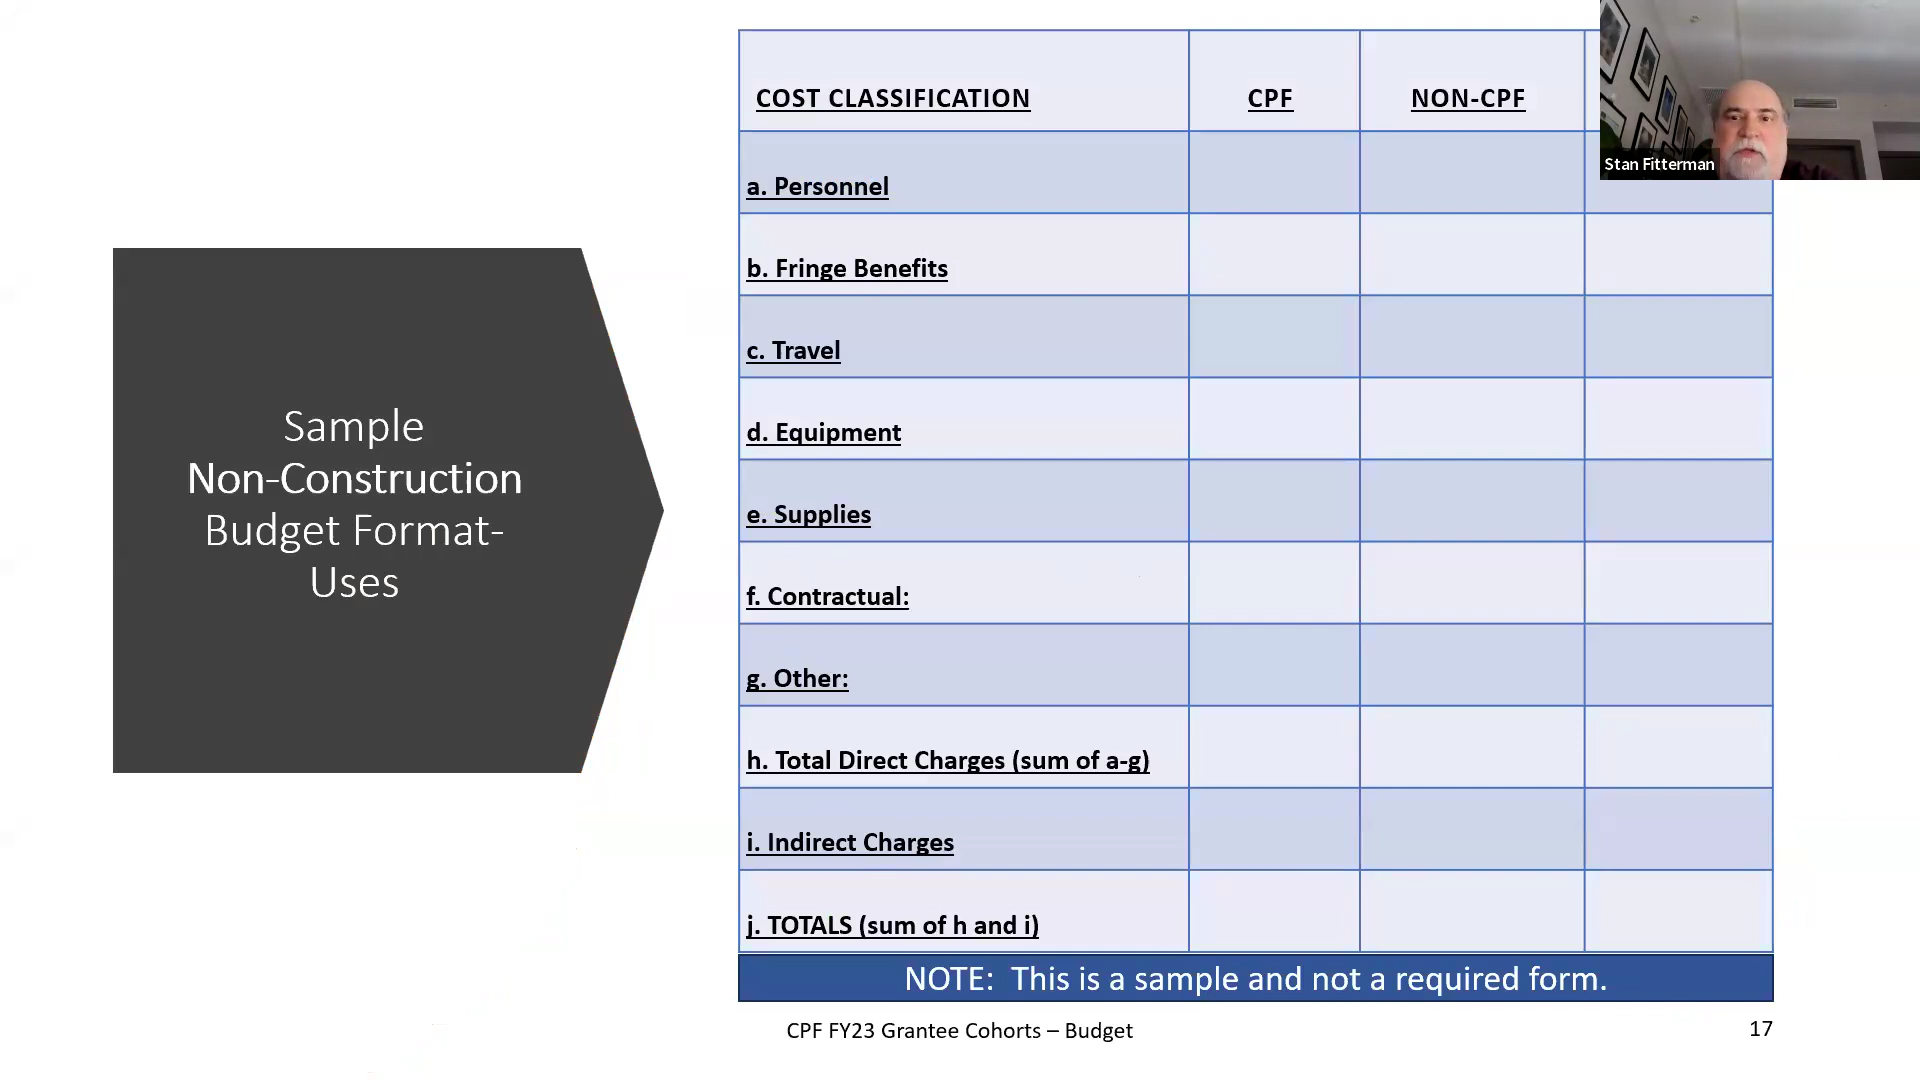 Sample
Non-Construction
Budget Format-
Uses
COST CLASSIFICATION CPF NON-CPF
a. Personnel
b. Fringe Benefits
c. Travel
d. Equipment
e. Supplies
f. Contractual:
g. Other:
h. Total Direct Charges (sum of a-g)
i. Indirect Charges
j. TOTALS (sum of h and i)
NOTE: This is a sample and not a required form.
CPF FY23 Grantee Cohorts – Budget 17
Stan Fitterman